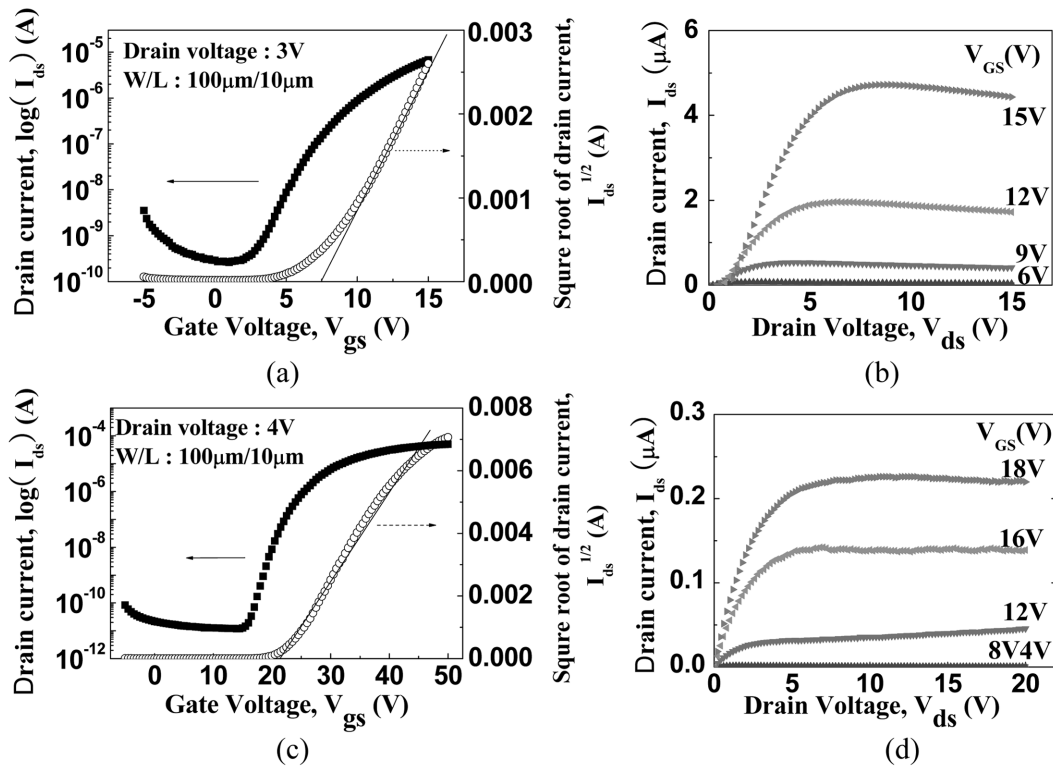 (a)
Drain current, log( I_ds) (A)
10^-5
10^-6
10^-7
10^-8
10^-9
10^-10
Drain voltage : 3V
W/L : 100μm/10μm
-5 0 5 10 15
Gate Voltage, V_gs (V)
0.003
0.002
0.001
0.000
Squre root of drain current,
I_ds^1/2 (A)
(a)
Drain current, I_ds (μA)
6
4
2
0
V_GS(V)
15V
12V
9V
6V
0 5 10 15
Drain Voltage, V_ds (V)
(b)
Drain current, log( I_ds) (A)
10^-4
10^-6
10^-8
10^-10
10^-12
Drain voltage : 4V
W/L : 100μm/10μm
0 10 20 30 40 50
Gate Voltage, V_gs (V)
0.008
0.006
0.004
0.002
0.000
Squre root of drain current,
I_ds^1/2 (A)
(c)
Drain current, I_ds (μA)
0.3
0.2
0.1
0.0
V_GS(V)
18V
16V
12V
8V4V
0 5 10 15 20
Drain Voltage, V_ds (V)
(d)